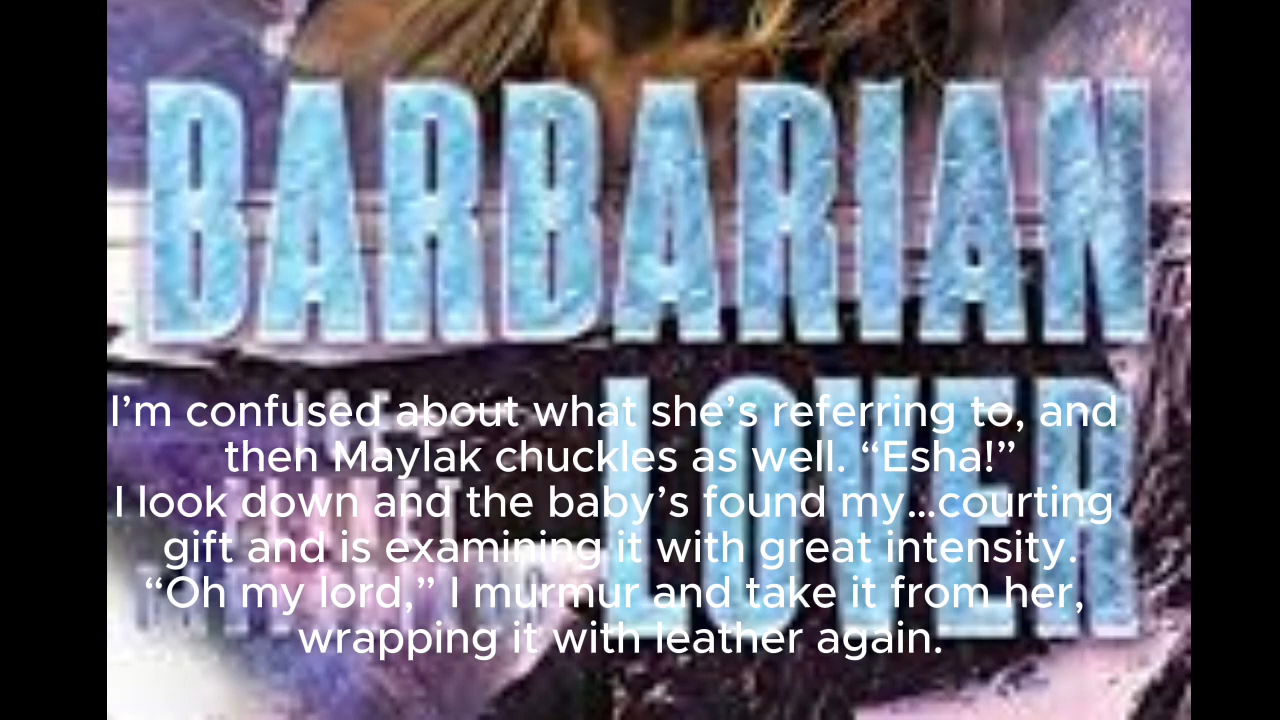 BARBARIAN
LOVER
I’m confused about what she’s referring to, and
then Maylak chuckles as well. “Esha!”
I look down and the baby’s found my...courting
gift and is examining it with great intensity.
“Oh my lord,” I murmur and take it from her,
wrapping it with leather again.